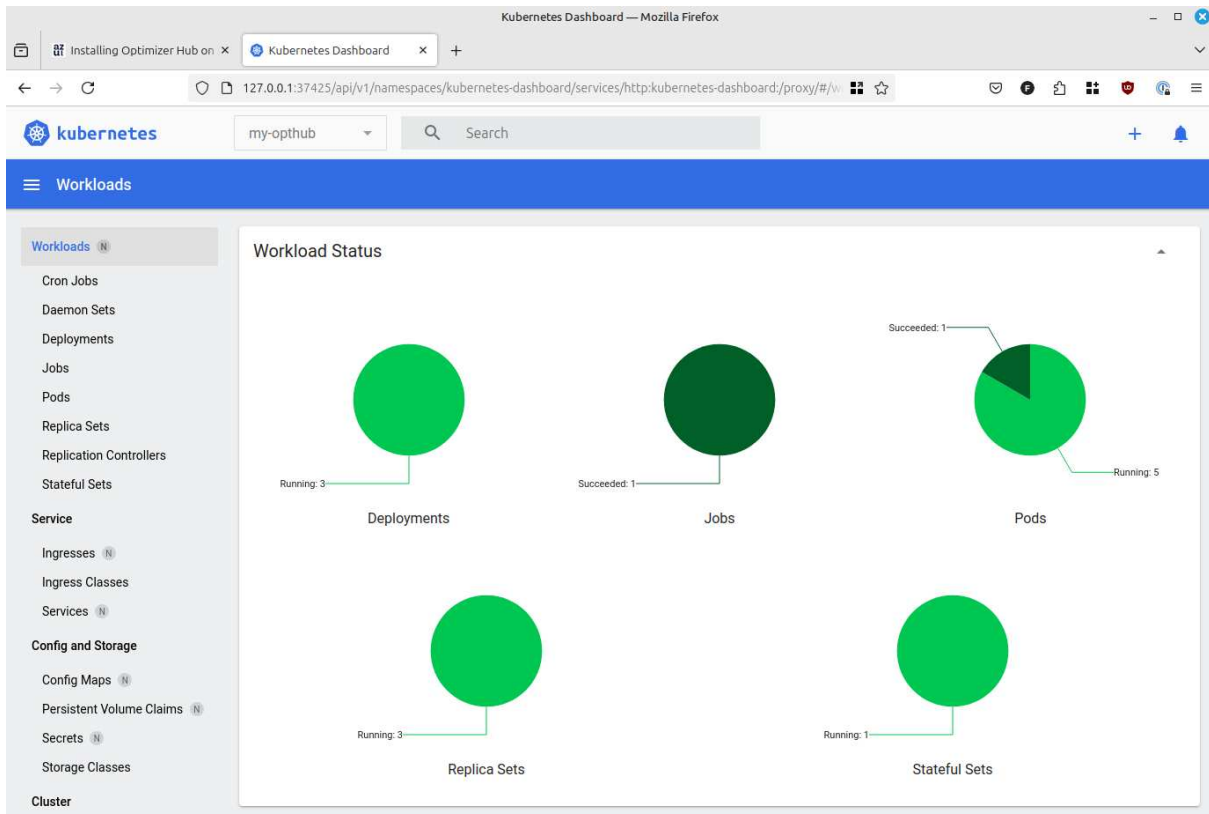 Kubernetes Dashboard — Mozilla Firefox
Installing Optimizer Hub on
Kubernetes Dashboard
127.0.0.1:37425/api/v1/namespaces/kubernetes-dashboard/services/http:kubernetes-dashboard:/proxy/#/w
kubernetes
my-opthub
Search
Workloads
Workloads N
Cron Jobs
Daemon Sets
Deployments
Jobs
Pods
Replica Sets
Replication Controllers
Stateful Sets
Service
Ingresses N
Ingress Classes
Services N
Config and Storage
Config Maps N
Persistent Volume Claims N
Secrets N
Storage Classes
Cluster
Workload Status
Running: 3
Deployments
Succeeded: 1
Jobs
Succeeded: 1
Running: 5
Pods
Running: 3
Replica Sets
Running: 1
Stateful Sets